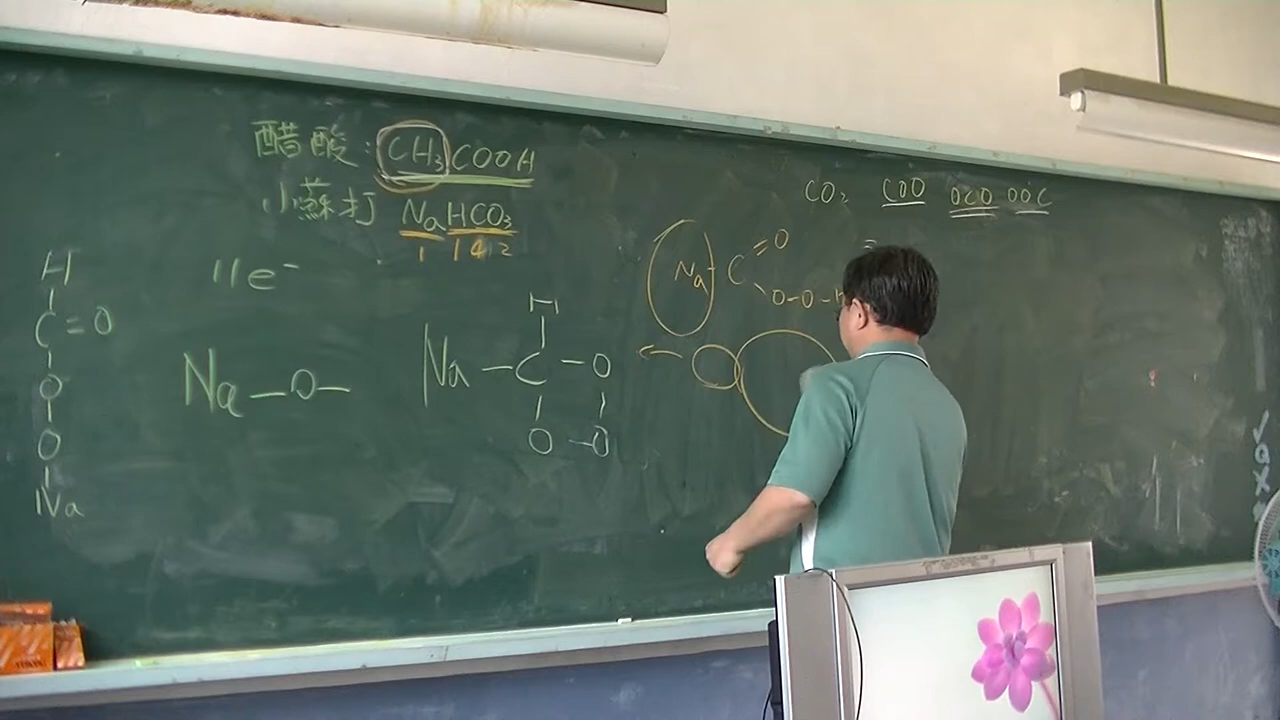 醋酸:CH₃COOH
小蘇打 NaHCO₃
1 1 4 12
CO₂ COO OCO OOC
H
C=O
O
O
Na
11e⁻
Na-O-
H
Na-C-O
O-O
Na-C=O
O-O-